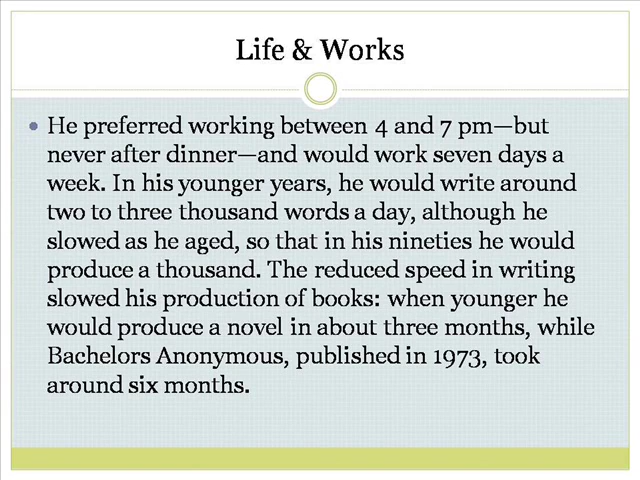 Life & Works
• He preferred working between 4 and 7 pm—but
never after dinner—and would work seven days a
week. In his younger years, he would write around
two to three thousand words a day, although he
slowed as he aged, so that in his nineties he would
produce a thousand. The reduced speed in writing
slowed his production of books: when younger he
would produce a novel in about three months, while
Bachelors Anonymous, published in 1973, took
around six months.